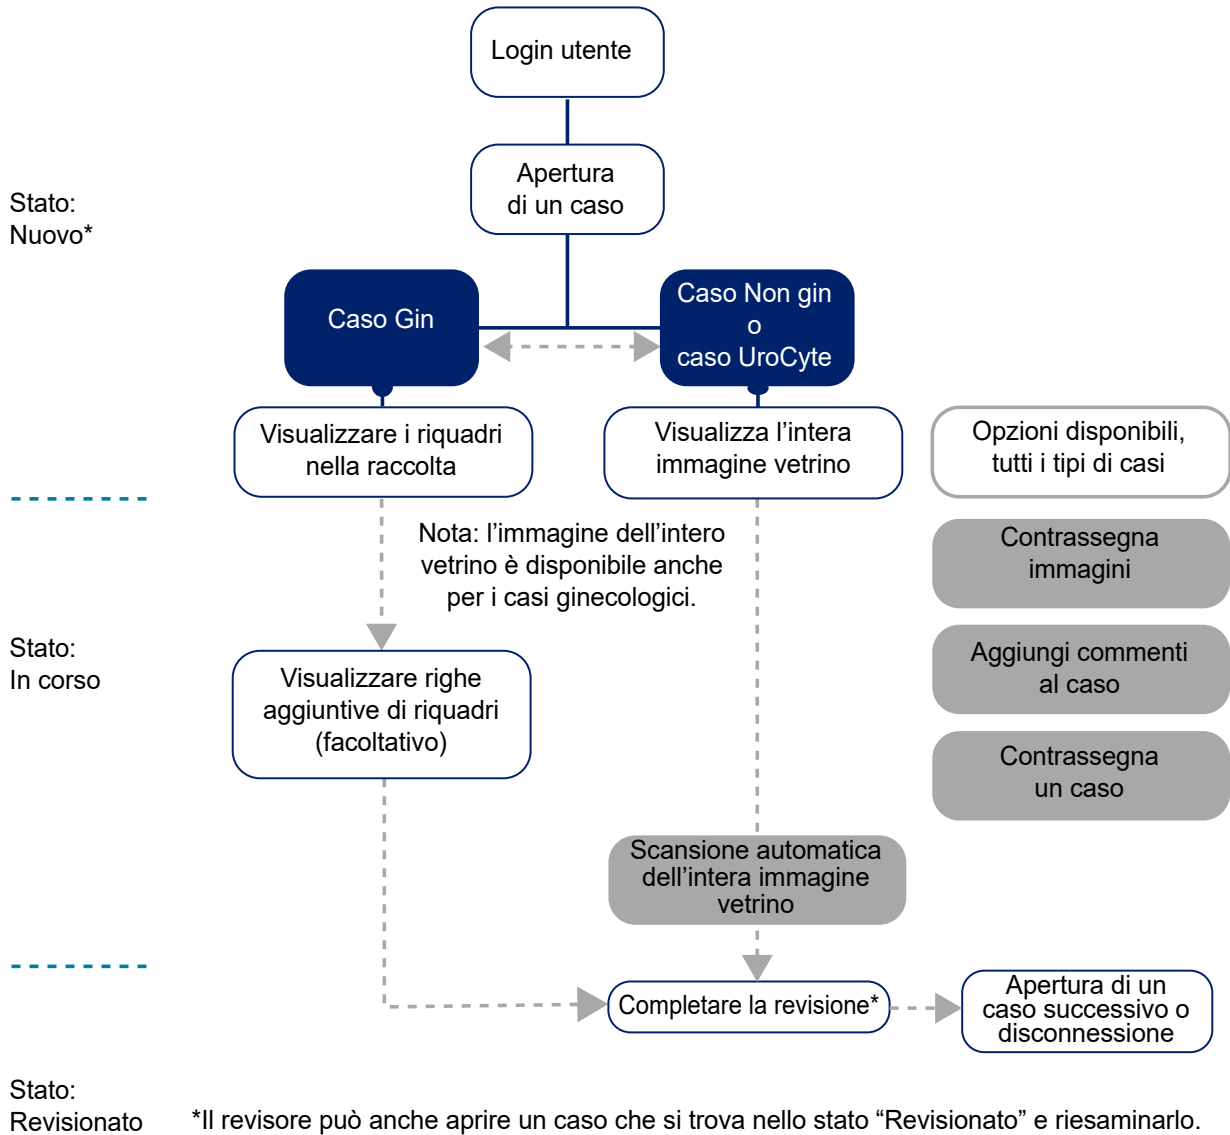 Login utente
Apertura
di un caso
Stato:
Nuovo*
Caso Gin
Caso Non gin
o
caso UroCyte
Visualizzare i riquadri
nella raccolta
Visualizza l’intera
immagine vetrino
Opzioni disponibili,
tutti i tipi di casi
Nota: l’immagine dell’intero
vetrino è disponibile anche
per i casi ginecologici.
Contrassegna
immagini
Stato:
In corso
Visualizzare righe
aggiuntive di riquadri
(facoltativo)
Aggiungi commenti
al caso
Contrassegna
un caso
Scansione automatica
dell’intera immagine
vetrino
Completare la revisione*
Apertura di un
caso successivo o
disconnessione
Stato:
Revisionato
*Il revisore può anche aprire un caso che si trova nello stato “Revisionato” e riesaminarlo.